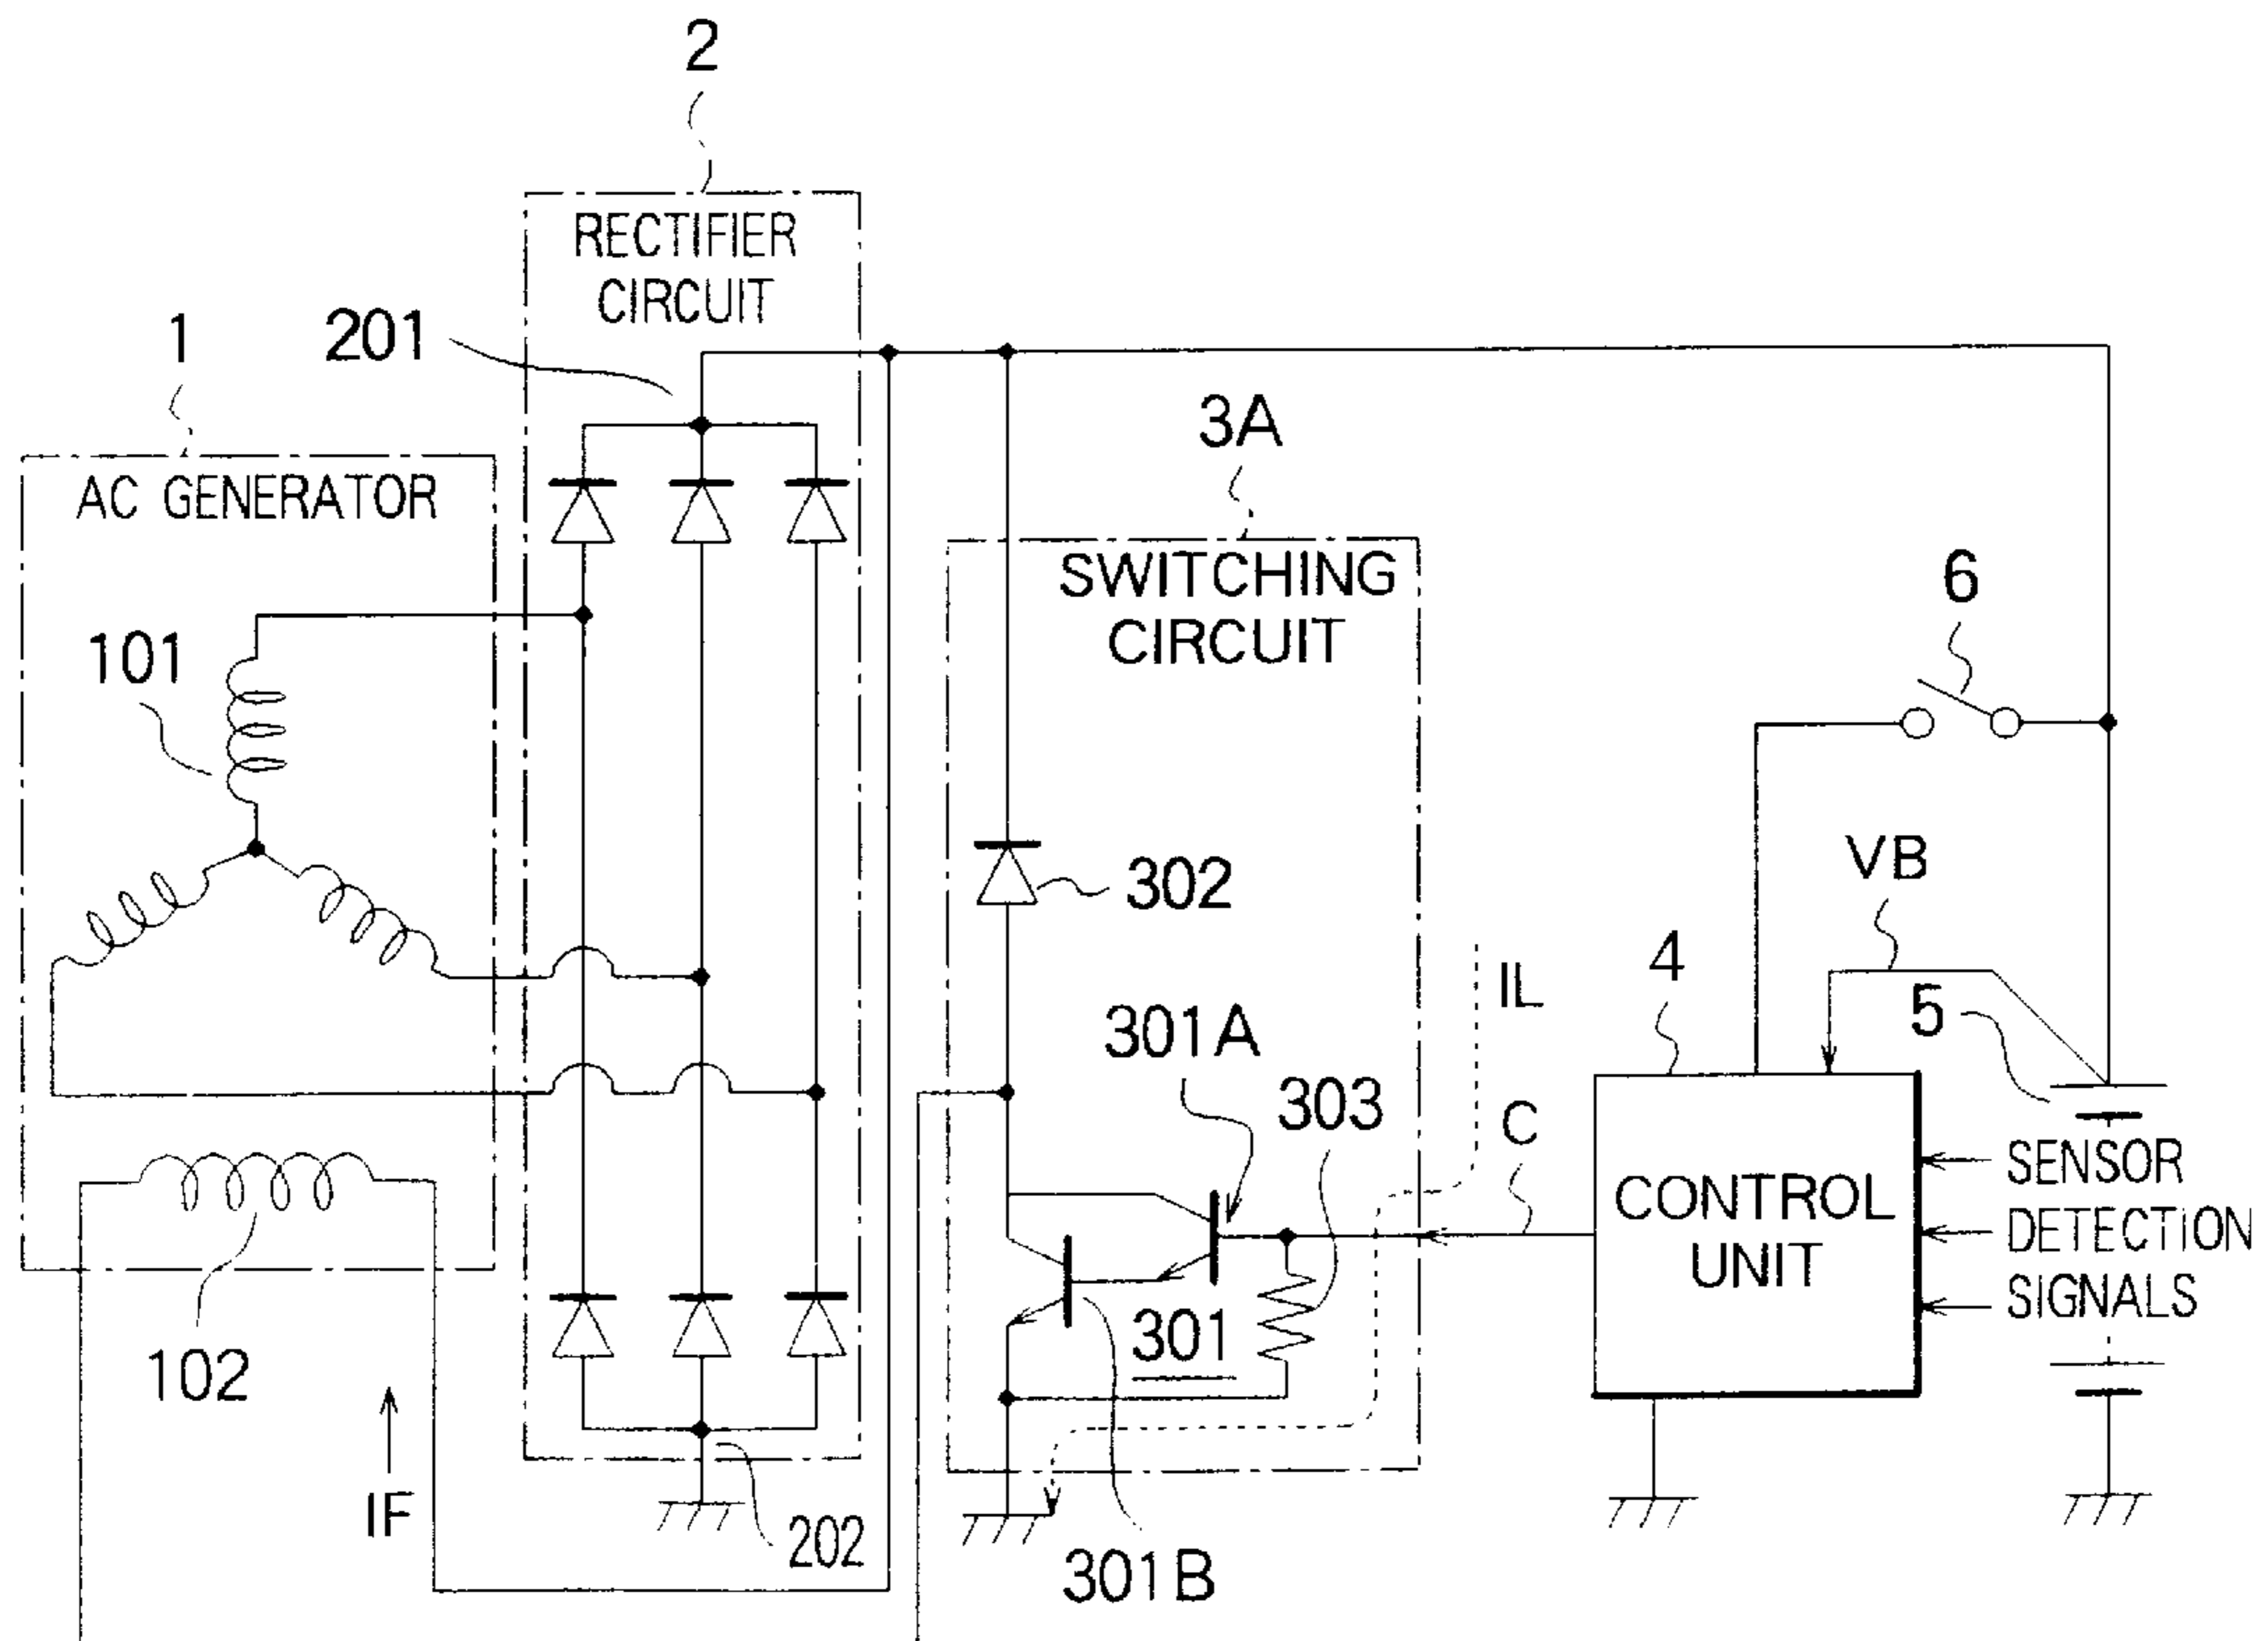 2
RECTIFIER
CIRCUIT
201
1
3A
AC GENERATOR
SWITCHING
CIRCUIT
6
101
302
VB
4
IL
5
301A
303
C
SENSOR
CONTROL
UNIT
DETECTION
SIGNALS
301
102
IF
202
301B